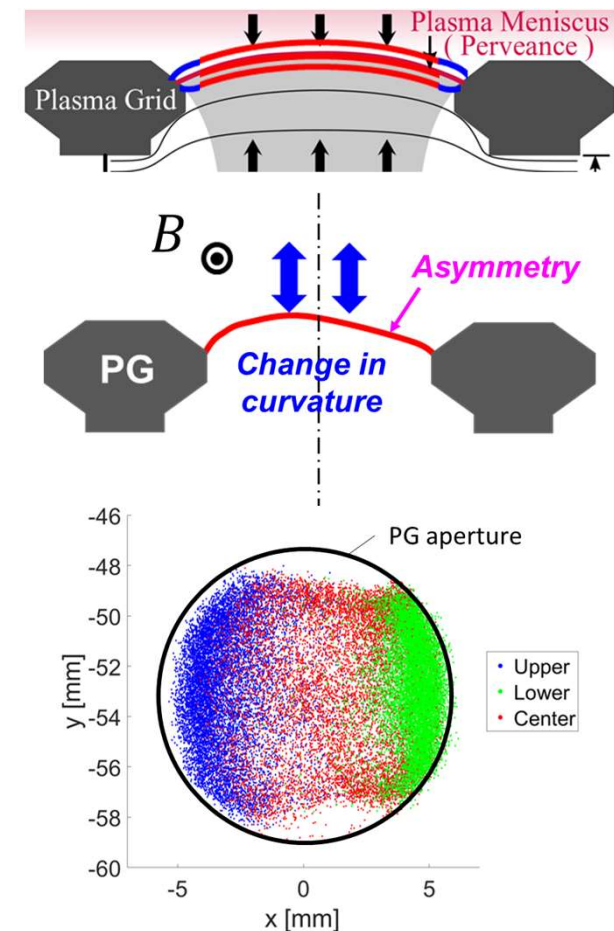 Plasma Meniscus
( Perveance )
Plasma Grid
B
Asymmetry
PG
Change in
curvature
-46
PG aperture
-48
-50
-52
-54
-56
-58
-60
y [mm]
Upper
Lower
Center
-5
0
5
x [mm]